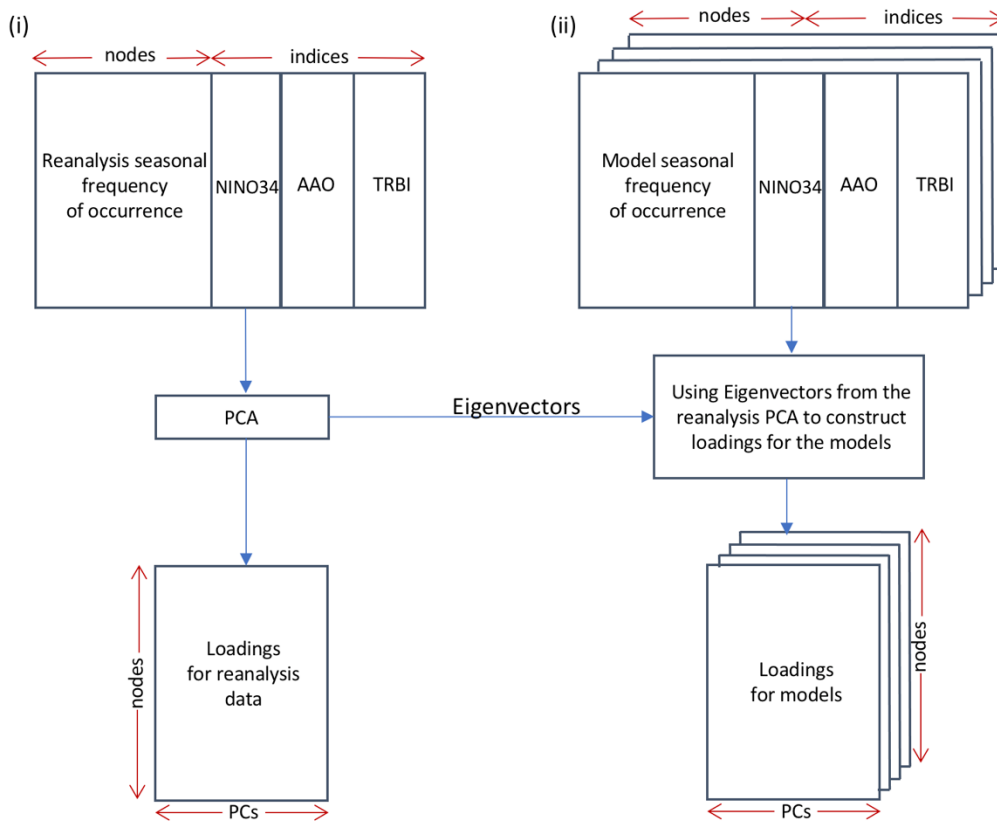 (i)
nodes
indices
Reanalysis seasonal
frequency
of occurrence
NINO34
AAO
TRBI
PCA
Eigenvectors
nodes
Loadings
for reanalysis
data
PCs
(ii)
nodes
indices
Model seasonal
frequency
of occurrence
NINO34
AAO
TRBI
Using Eigenvectors from the
reanalysis PCA to construct
loadings for the models
nodes
Loadings
for models
PCs